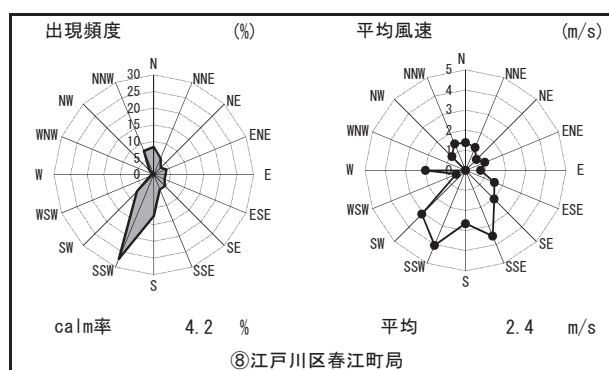 出現頻度 (%)
N
NNE
NE
ENE
E
ESE
SE
SSE
S
SSW
SW
WSW
W
WNW
NW
NNW
30
25
20
15
10
5
0
calm率 4.2 %
平均風速 (m/s)
N
NNE
NE
ENE
E
ESE
SE
SSE
S
SSW
SW
WSW
W
WNW
NW
NNW
5
4
3
2
1
0
平均 2.4 m/s
⑧江戸川区春江町局